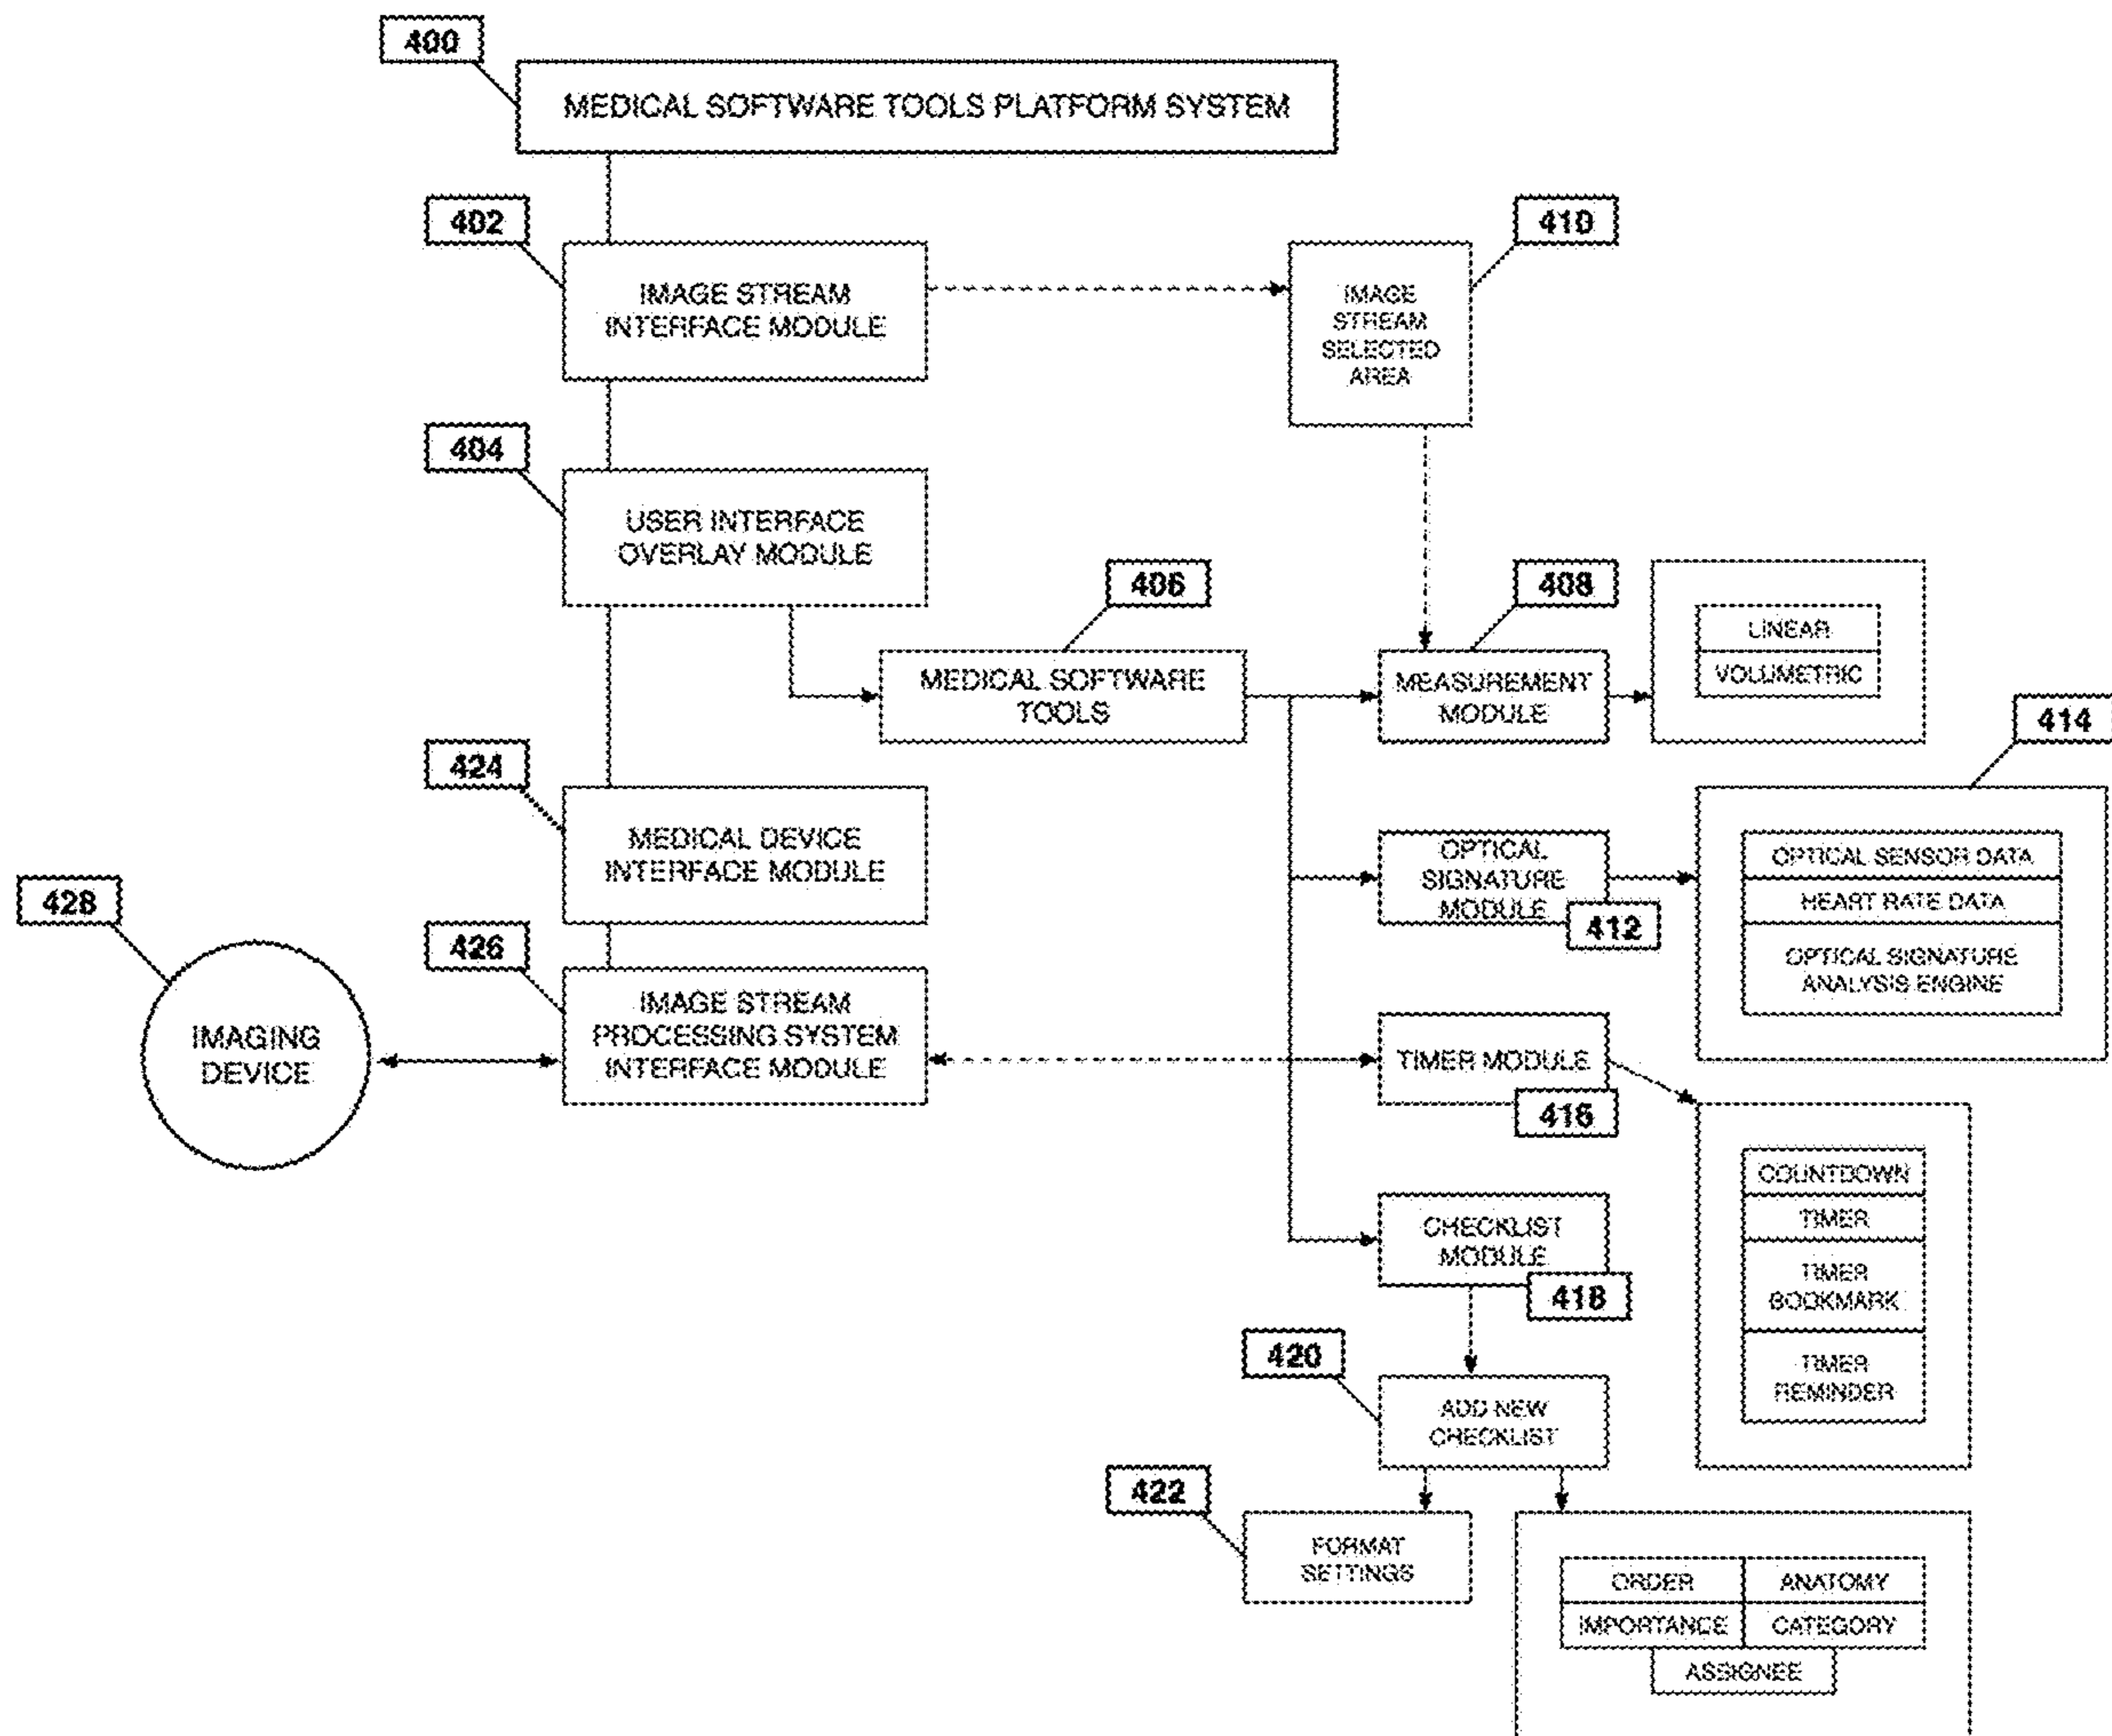 400
MEDICAL SOFTWARE TOOLS PLATFORM SYSTEM
402
IMAGE STREAM
INTERFACE MODULE
410
IMAGE
STREAM
SELECTED
AREA
404
USER INTERFACE
OVERLAY MODULE
406
MEDICAL SOFTWARE
TOOLS
408
MEASUREMENT
MODULE
LINEAR
VOLUMETRIC
414
424
MEDICAL DEVICE
INTERFACE MODULE
OPTICAL
SIGNATURE
MODULE
412
OPTICAL SENSOR DATA
HEART RATE DATA
OPTICAL SIGNATURE
ANALYSIS ENGINE
428
IMAGING
DEVICE
426
IMAGE STREAM
PROCESSING SYSTEM
INTERFACE MODULE
TIMER MODULE
416
COUNTDOWN
TIMER
TIMER
BOOKMARK
TIMER
REMINDER
CHECKLIST
MODULE
418
420
ADD NEW
CHECKLIST
422
FORMAT
SETTINGS
ORDER
ANATOMY
IMPORTANCE
CATEGORY
ASSIGNEE